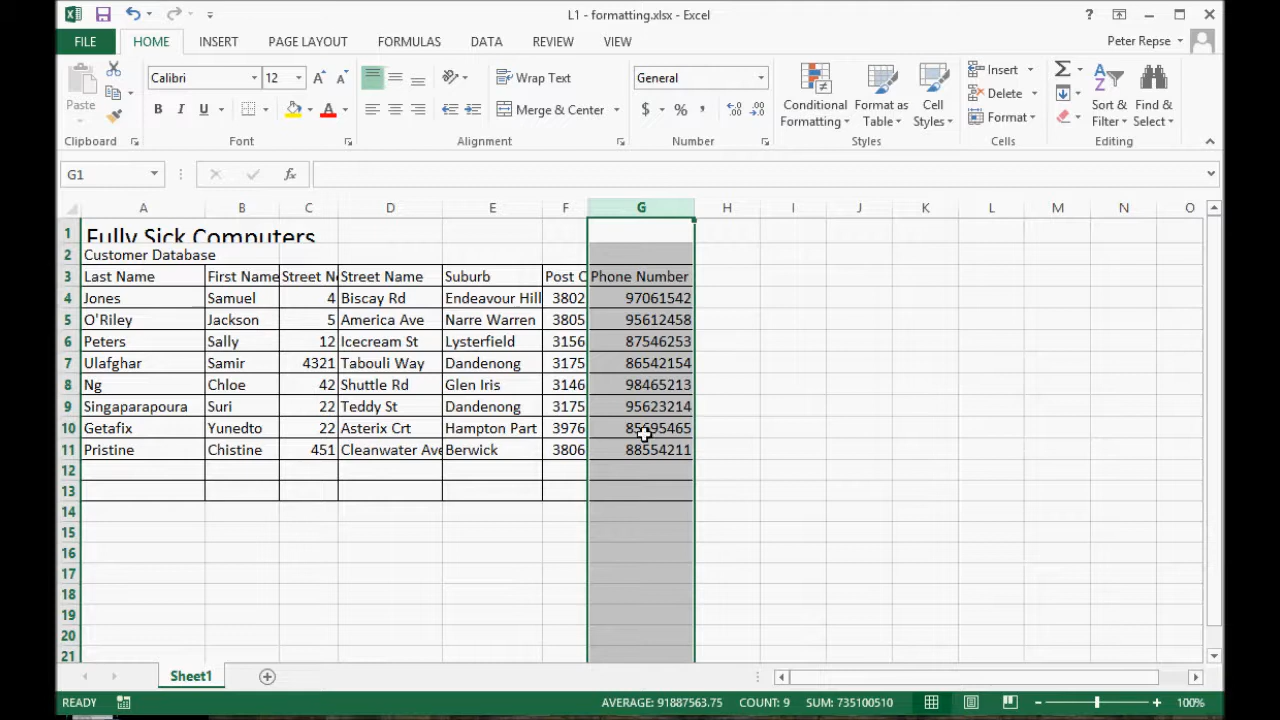 L1 - formatting.xlsx - Excel
FILE HOME INSERT PAGE LAYOUT FORMULAS DATA REVIEW VIEW Peter Repse
Calibri 12 Wrap Text General Insert
Paste Conditional Formatting Format as Table Cell Styles Delete Sort & Filter Find & Select
B I U Merge & Center $ % , Format
Clipboard Font Alignment Number Styles Cells Editing
G1 fx
A B C D E F G H I J K L M N O
1 Fully Sick Computers
2 Customer Database
3 Last Name First Name Street N Street Name Suburb Post C Phone Number
4 Jones Samuel 4 Biscay Rd Endeavour Hill 3802 97061542
5 O'Riley Jackson 5 America Ave Narre Warren 3805 95612458
6 Peters Sally 12 Icecream St Lysterfield 3156 87546253
7 Ulafghar Samir 4321 Tabouli Way Dandenong 3175 86542154
8 Ng Chloe 42 Shuttle Rd Glen Iris 3146 98465213
9 Singaparapoura Suri 22 Teddy St Dandenong 3175 95623214
10 Getafix Yunedto 22 Asterix Crt Hampton Part 3976
11 Pristine Chistine 451 Cleanwater Ave Berwick 3806 88554211
12
13
14
15
16
17
18
19
20
21
Sheet1
READY AVERAGE: 91887563.75 COUNT: 9 SUM: 735100510 100%